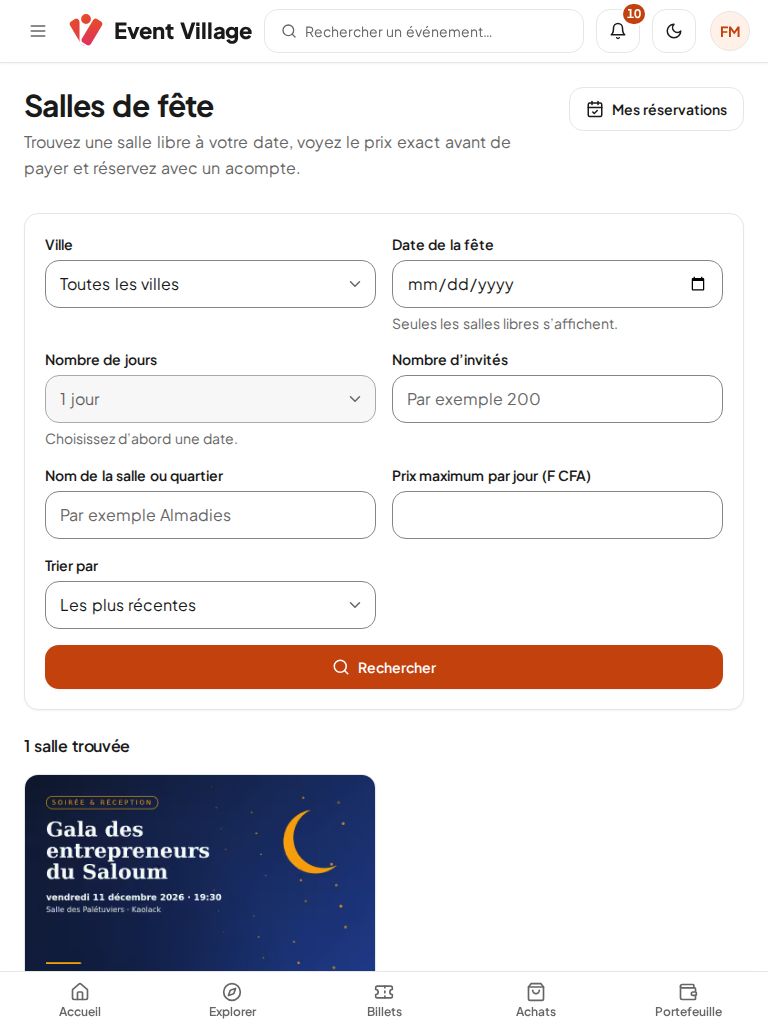 Event Village
Rechercher un événement...
10
FM
Salles de fête
Mes réservations
Trouvez une salle libre à votre date, voyez le prix exact avant de
payer et réservez avec un acompte.
Ville
Toutes les villes
Date de la fête
mm/dd/yyyy
Seules les salles libres s'affichent.
Nombre de jours
1 jour
Choisissez d'abord une date.
Nombre d'invités
Par exemple 200
Nom de la salle ou quartier
Par exemple Almadies
Prix maximum par jour (F CFA)
Trier par
Les plus récentes
Rechercher
1 salle trouvée
SOIRÉE & RÉCEPTION
Gala des
entrepreneurs
du Saloum
vendredi 11 décembre 2026 · 19:30
Salle des Palétuviers · Kaolack
Accueil
Explorer
Billets
Achats
Portefeuille